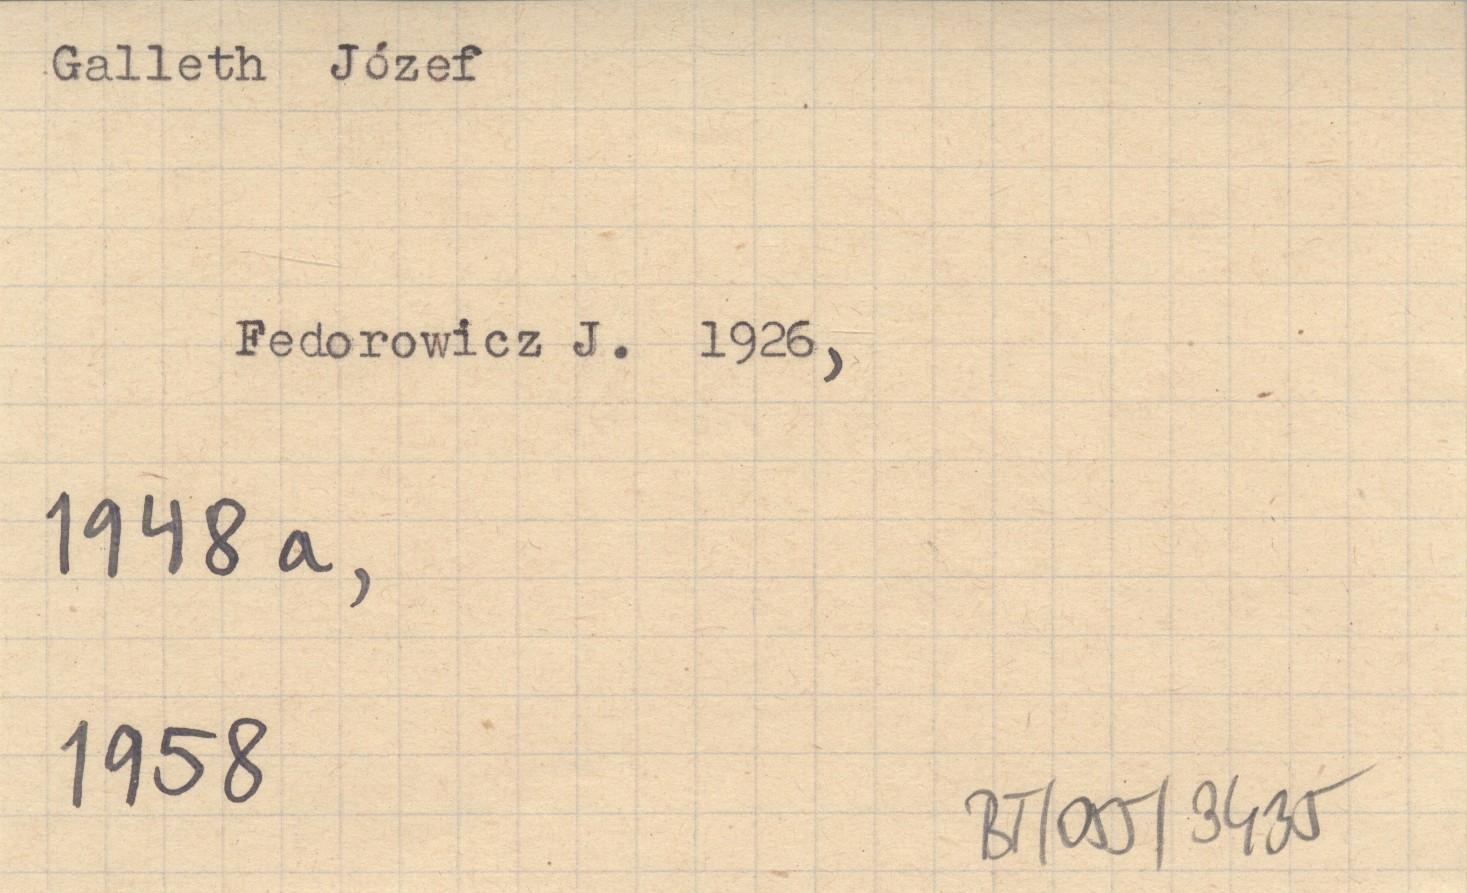 Galleth Józef
Fedorowicz J. 1926,
1948 a,
1958
BT/055/3435